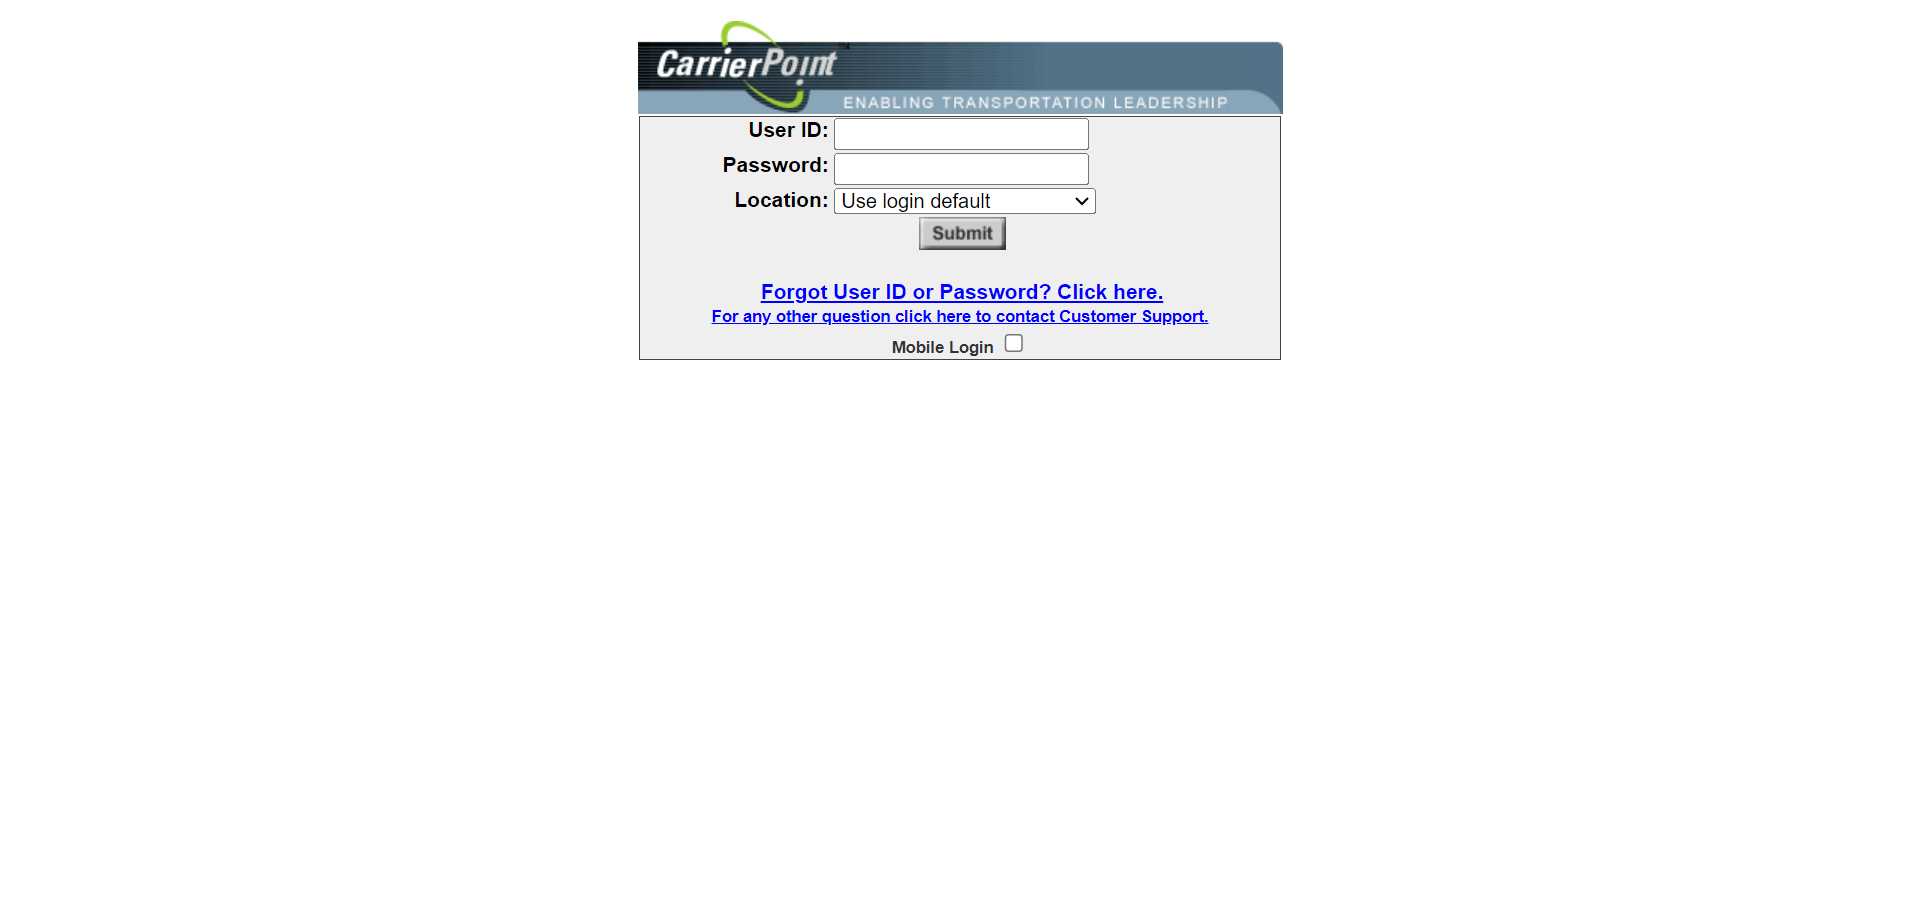 CarrierPoint
ENABLING TRANSPORTATION LEADERSHIP
User ID:
Password:
Location: Use login default
Submit
Forgot User ID or Password? Click here.
For any other question click here to contact Customer Support.
Mobile Login